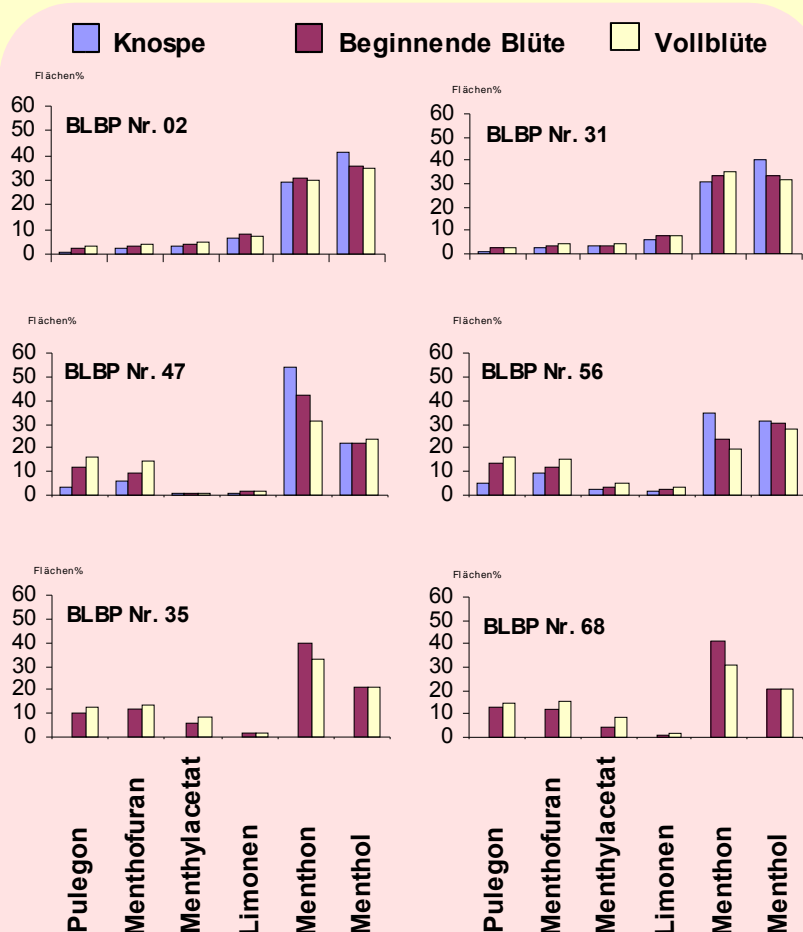 Knospe Beginnende Blüte Vollblüte
Flächen% Flächen%
60 60
50 50
40 40
30 30
20 20
10 10
0 0
BLBP Nr. 02 BLBP Nr. 31
Flächen% Flächen%
60 60
50 50
40 40
30 30
20 20
10 10
0 0
BLBP Nr. 47 BLBP Nr. 56
Flächen% Flächen%
60 60
50 50
40 40
30 30
20 20
10 10
0 0
BLBP Nr. 35 BLBP Nr. 68
Pulegon
Menthofuran
Menthylacetat
Limonen
Menthon
Menthol
Pulegon
Menthofuran
Menthylacetat
Limonen
Menthon
Menthol